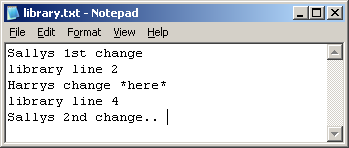 library.txt - Notepad
File Edit Format View Help
Sallys 1st change
library line 2
Harrys change *here*
library line 4
Sallys 2nd change..